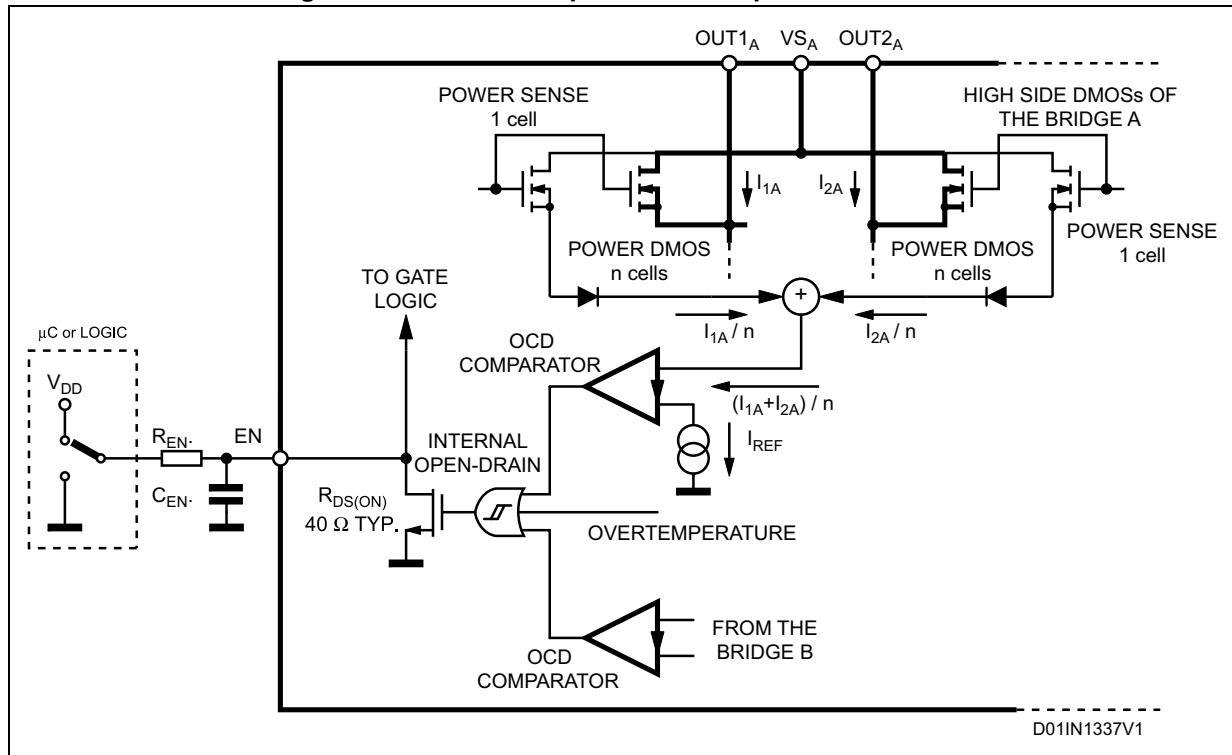 OUT1A VSA OUT2A
POWER SENSE
1 cell
HIGH SIDE DMOSs OF
THE BRIDGE A
I1A I2A
POWER DMOS
n cells
POWER DMOS
n cells
POWER SENSE
1 cell
TO GATE
LOGIC
+
I1A / n I2A / n
µC or LOGIC
OCD
COMPARATOR
VDD
(I1A+I2A) / n
REN. EN
INTERNAL
OPEN-DRAIN
IREF
CEN.
RDS(ON)
40 Ω TYP.
OVERTEMPERATURE
FROM THE
BRIDGE B
OCD
COMPARATOR
D01IN1337V1